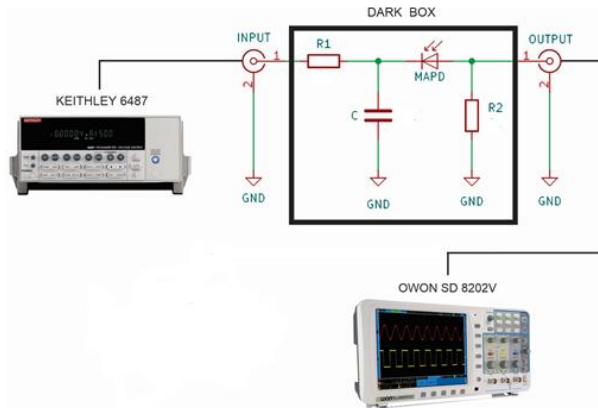 DARK BOX
INPUT
OUTPUT
R1
1
1
MAPD
2
2
KEITHLEY 6487
C
R2
KEITHLEY
GND
GND
GND
GND
OWON SD 8202V